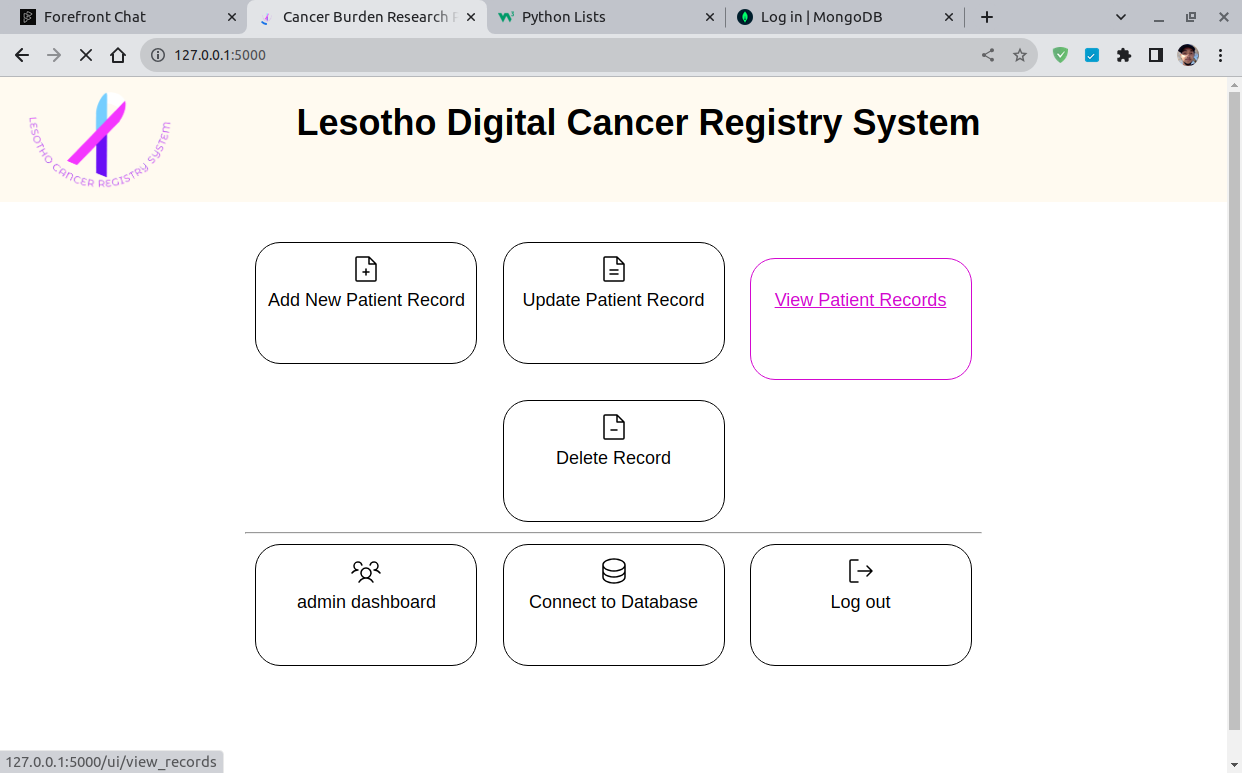 Forefront Chat
Cancer Burden Research
Python Lists
Log in | MongoDB
127.0.0.1:5000
LESOTHO CANCER REGISTRY SYSTEM
Lesotho Digital Cancer Registry System
Add New Patient Record
Update Patient Record
View Patient Records
Delete Record
admin dashboard
Connect to Database
Log out
127.0.0.1:5000/ui/view_records